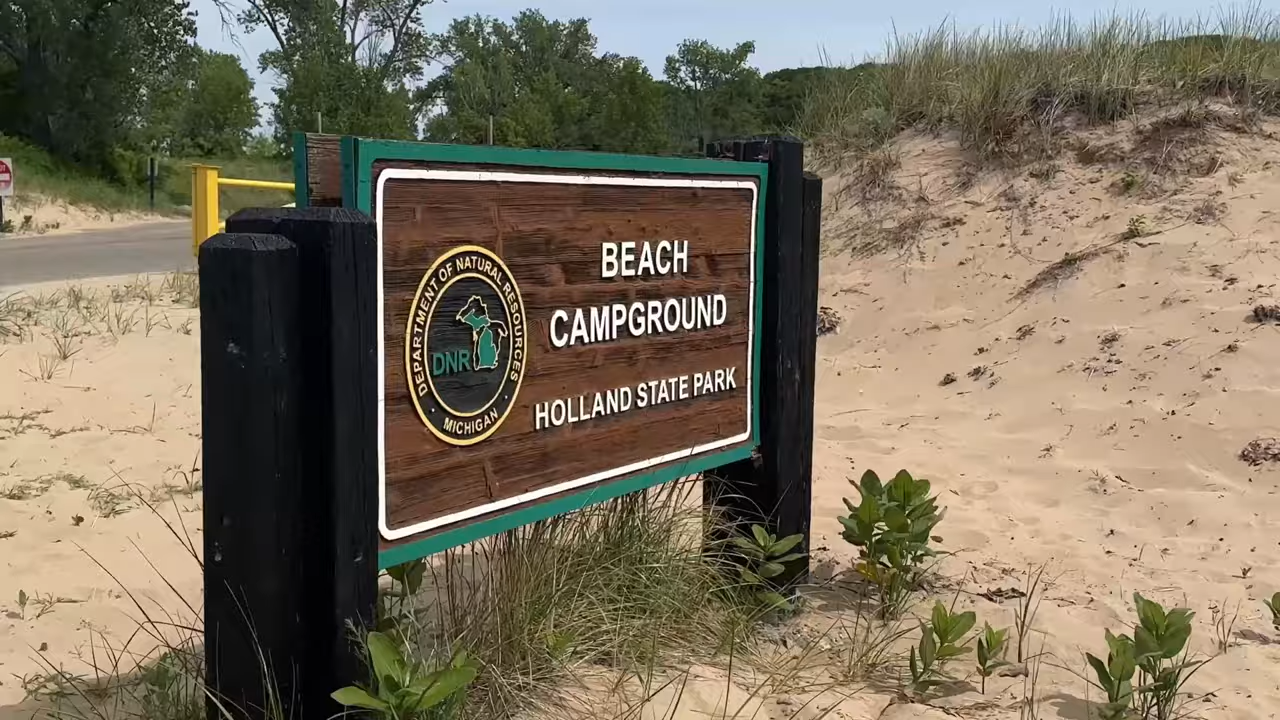 DEPARTMENT OF NATURAL RESOURCES
DNR
MICHIGAN
BEACH
CAMPGROUND
HOLLAND STATE PARK